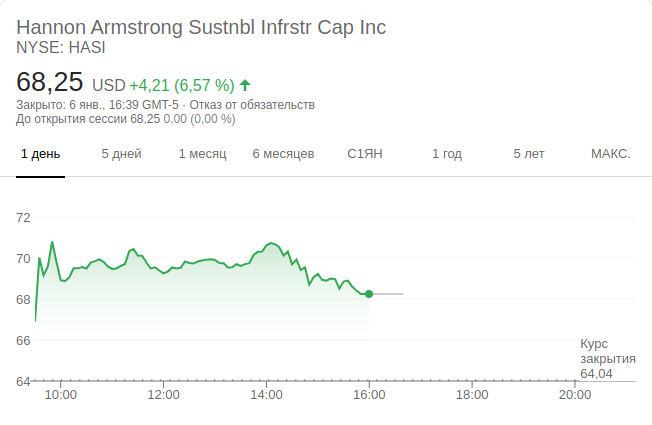 Hannon Armstrong Sustnbl Infrstr Cap Inc
NYSE: HASI
68,25 USD +4,21 (6,57 %)
Закрыто: 6 янв., 16:39 GMT-5 · Отказ от обязательств
До открытия сессии 68,25 0,00 (0,00 %)
1 день 5 дней 1 месяц 6 месяцев С1ЯН 1 год 5 лет МАКС.
72
70
68
66
Курс
закрытия
64,04
64
10:00 12:00 14:00 16:00 18:00 20:00